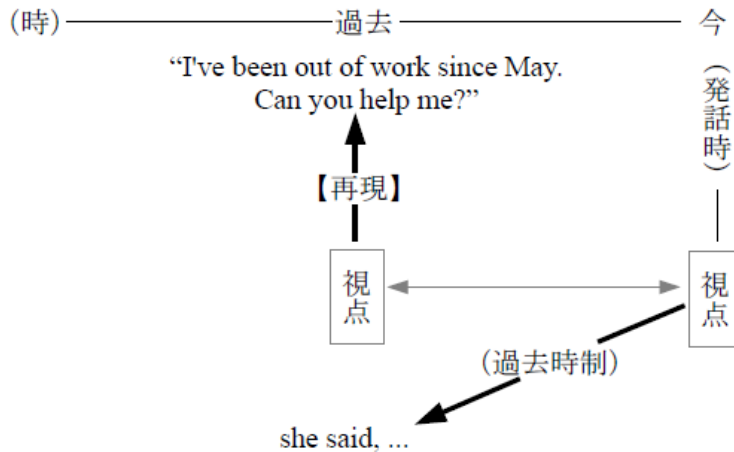 (時) 過去 今
“I've been out of work since May.
Can you help me?”
(発話時)
【再現】
視点
視点
(過去時制)
she said, ...